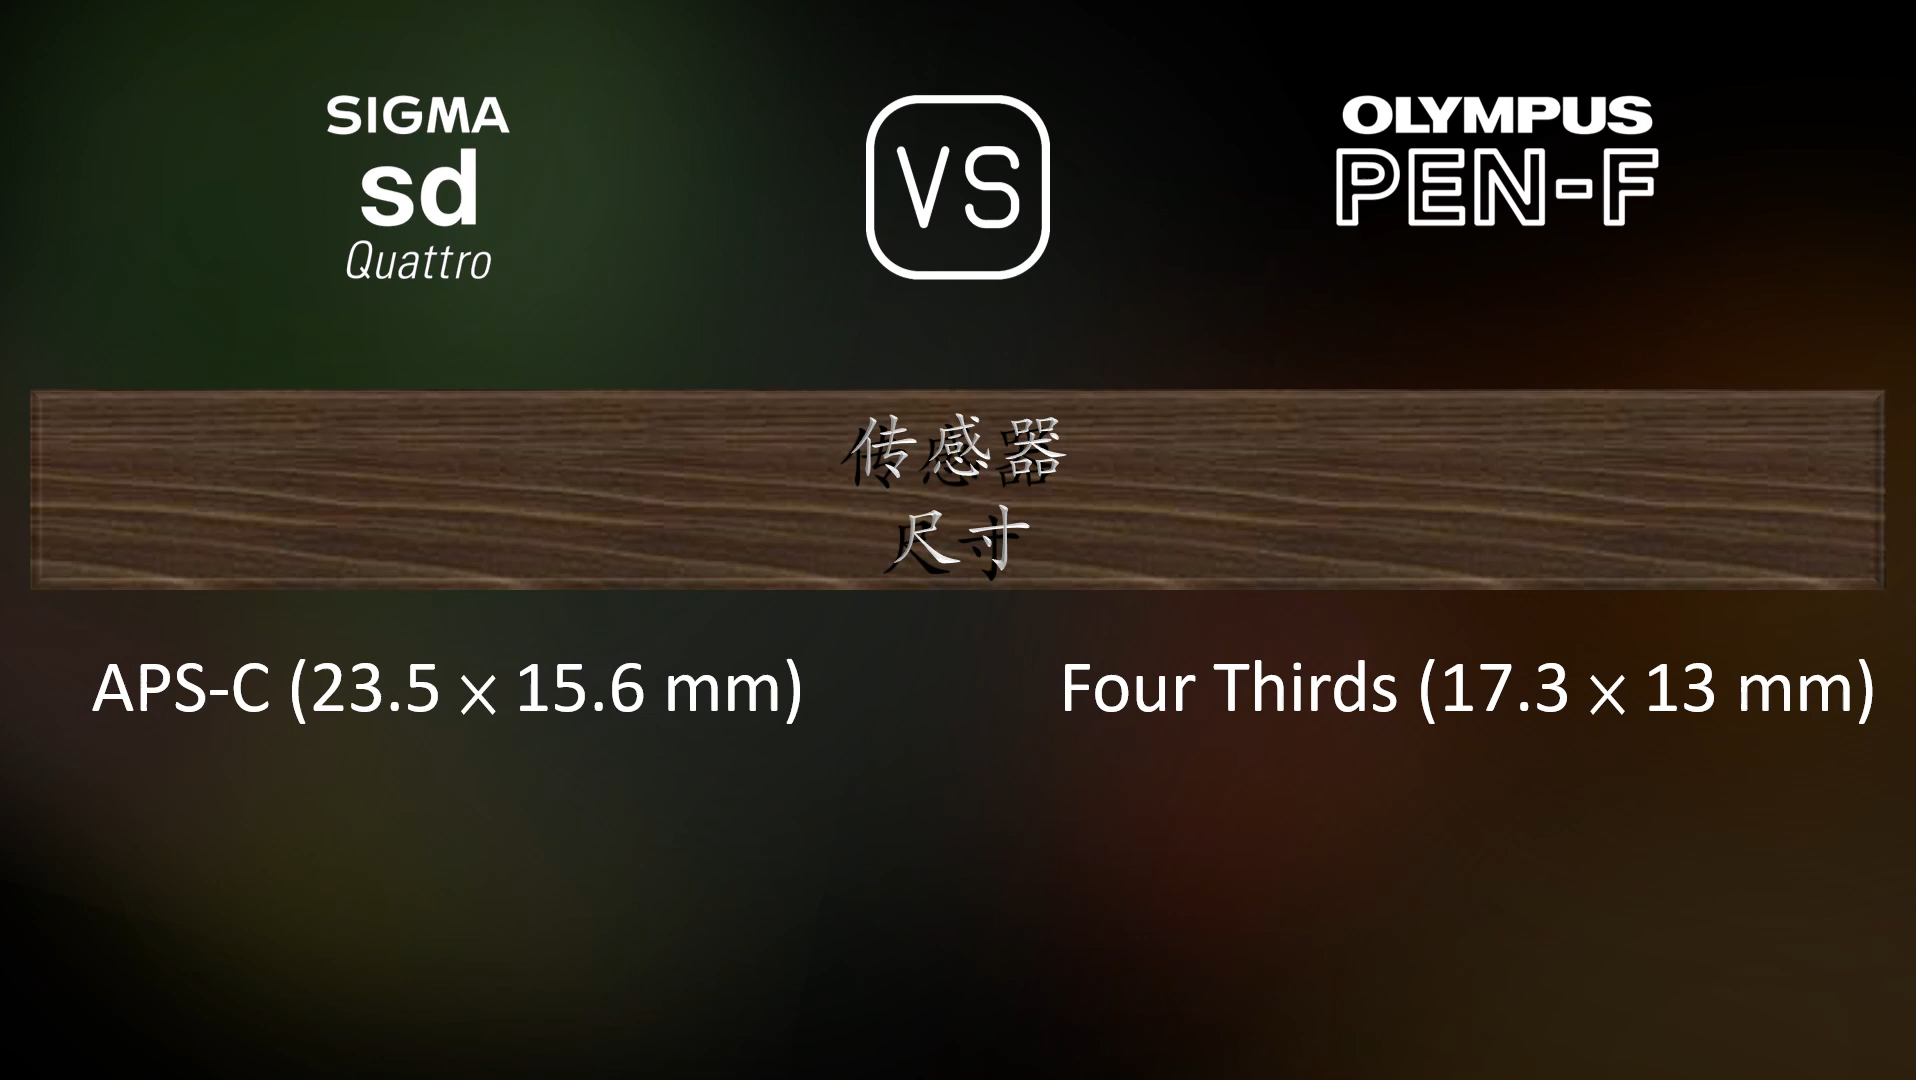 SIGMA
sd
Quattro
VS
OLYMPUS
PEN-F
传感器
尺寸
APS-C (23.5 x 15.6 mm)
Four Thirds (17.3 x 13 mm)